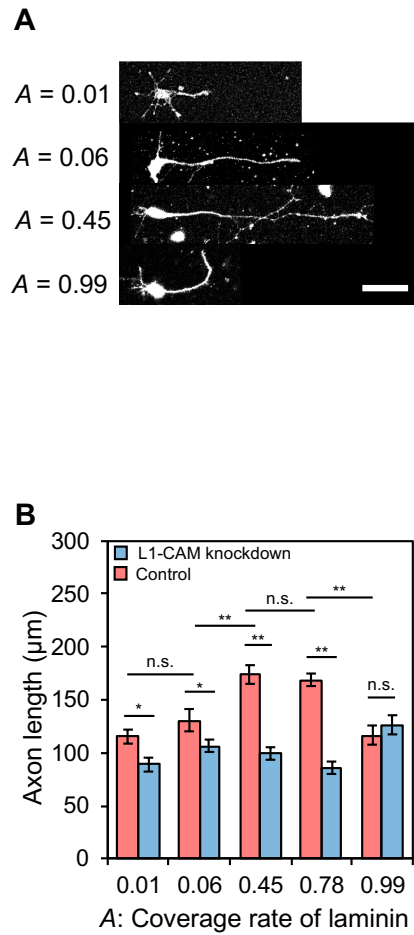 A
A = 0.01
A = 0.06
A = 0.45
A = 0.99
B
300
250
200
150
100
50
0
Axon length (μm)
L1-CAM knockdown
Control
n.s.
**
n.s.
**
*
*
**
**
n.s.
0.01 0.06 0.45 0.78 0.99
A: Coverage rate of laminin